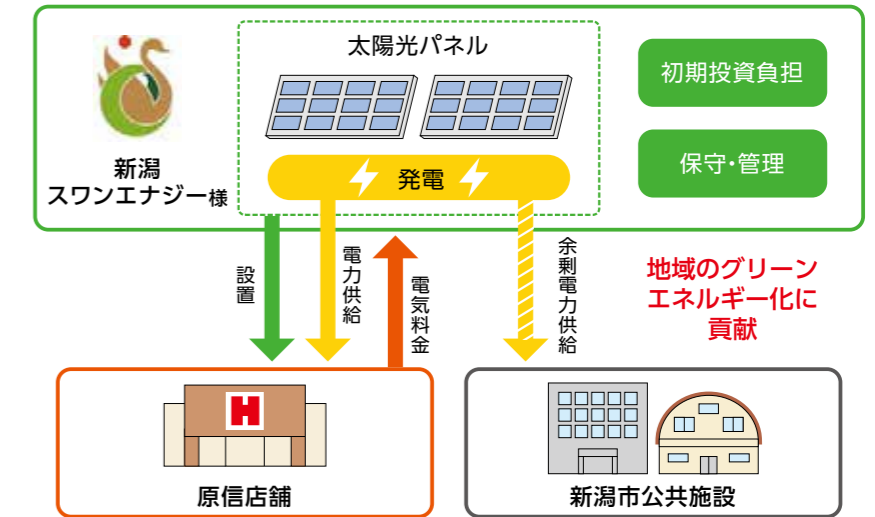 太陽光パネル
初期投資負担
新潟
スワンエナジー様
発電
保守・管理
設置
電力供給
電気料金
余剰電力供給
地域のグリーン
エネルギー化に
貢献
H
原信店舗
新潟市公共施設